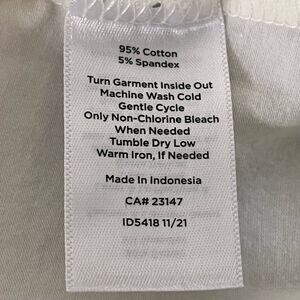 95% Cotton
5% Spandex
Turn Garment Inside Out
Machine Wash Cold
Gentle Cycle
Only Non-Chlorine Bleach
When Needed
Tumble Dry Low
Warm Iron, If Needed
Made In Indonesia
CA# 23147
ID5418 11/21